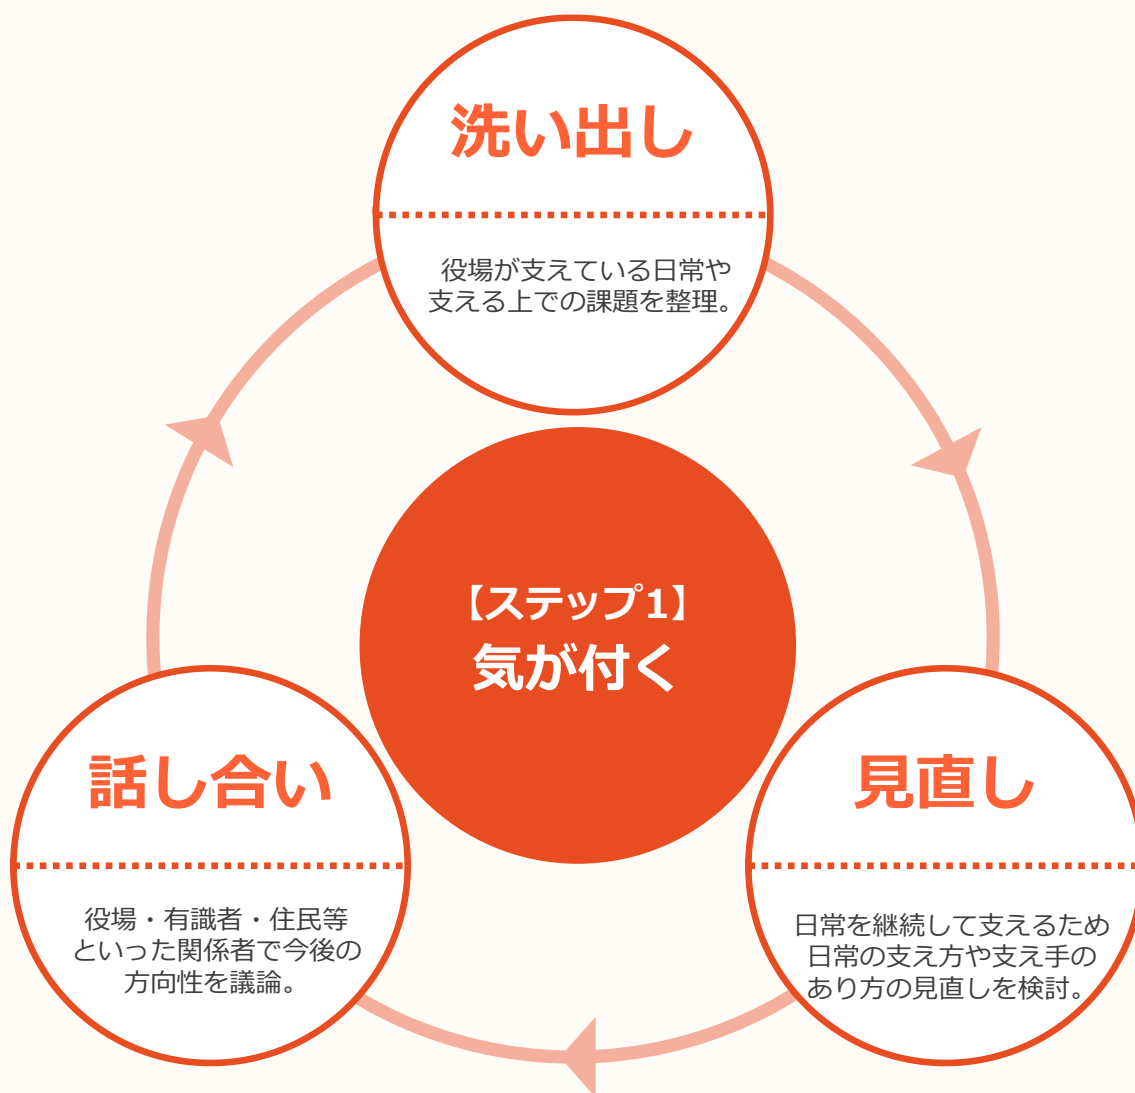 洗い出し
役場が支えている日常や
支える上での課題を整理。
【ステップ1】
気が付く
話し合い
役場・有識者・住民等
といった関係者で今後の
方向性を議論。
見直し
日常を継続して支えるため
日常の支え方や支え手の
あり方の見直しを検討。